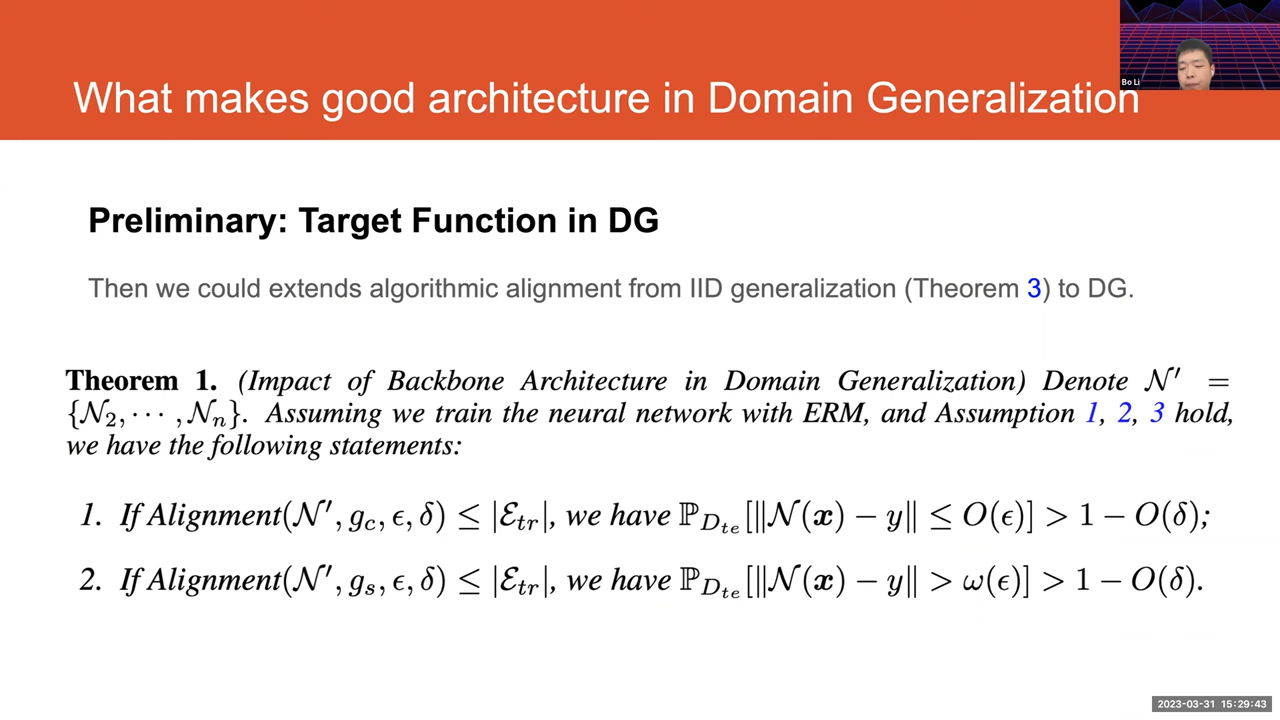 Bo Li
What makes good architecture in Domain Generalization
Preliminary: Target Function in DG
Then we could extends algorithmic alignment from IID generalization (Theorem 3) to DG.
Theorem 1. (Impact of Backbone Architecture in Domain Generalization) Denote 𝒩′ =
{𝒩₂, ⋯ , 𝒩ₙ}. Assuming we train the neural network with ERM, and Assumption 1, 2, 3 hold,
we have the following statements:
1. If Alignment(𝒩′, g_c, ϵ, δ) ≤ |ℰ_tr|, we have ℙ_{D_te}[‖𝒩(x) − y‖ ≤ O(ϵ)] > 1 − O(δ);
2. If Alignment(𝒩′, g_s, ϵ, δ) ≤ |ℰ_tr|, we have ℙ_{D_te}[‖𝒩(x) − y‖ > ω(ϵ)] > 1 − O(δ).
2023-03-31 15:29:43